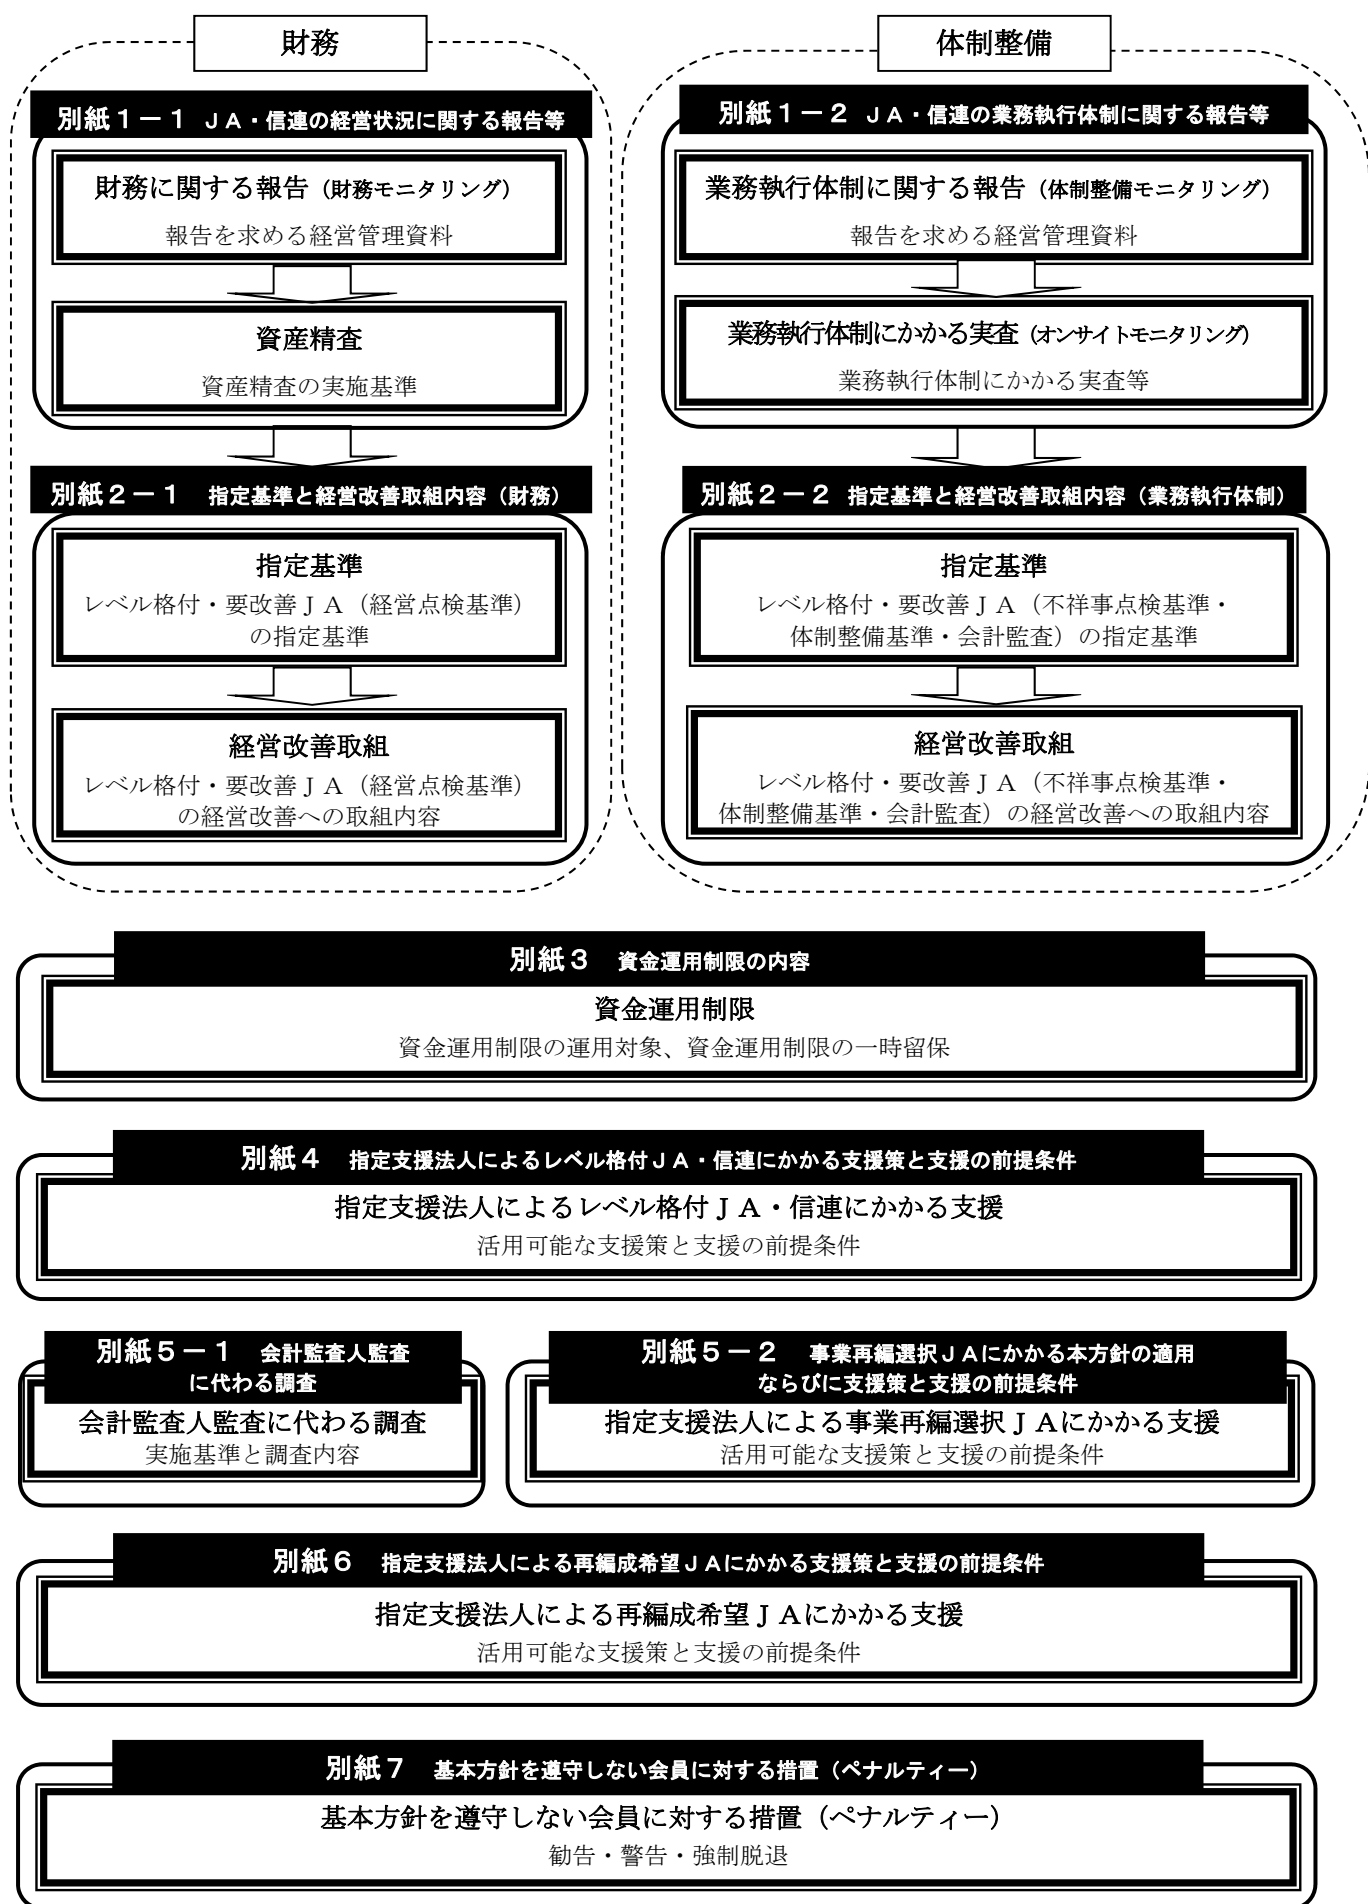 財務
別紙１－１ ＪＡ・信連の経営状況に関する報告等
財務に関する報告（財務モニタリング）
報告を求める経営管理資料
資産精査
資産精査の実施基準
別紙２－１ 指定基準と経営改善取組内容（財務）
指定基準
レベル格付・要改善ＪＡ（経営点検基準）
の指定基準
経営改善取組
レベル格付・要改善ＪＡ（経営点検基準）
の経営改善への取組内容
体制整備
別紙１－２ ＪＡ・信連の業務執行体制に関する報告等
業務執行体制に関する報告（体制整備モニタリング）
報告を求める経営管理資料
業務執行体制にかかる実査（オンサイトモニタリング）
業務執行体制にかかる実査等
別紙２－２ 指定基準と経営改善取組内容（業務執行体制）
指定基準
レベル格付・要改善ＪＡ（不祥事点検基準・
体制整備基準・会計監査）の指定基準
経営改善取組
レベル格付・要改善ＪＡ（不祥事点検基準・
体制整備基準・会計監査）の経営改善への取組内容
別紙３ 資金運用制限の内容
資金運用制限
資金運用制限の運用対象、資金運用制限の一時留保
別紙４ 指定支援法人によるレベル格付ＪＡ・信連にかかる支援策と支援の前提条件
指定支援法人によるレベル格付ＪＡ・信連にかかる支援
活用可能な支援策と支援の前提条件
別紙５－１ 会計監査人監査
に代わる調査
会計監査人監査に代わる調査
実施基準と調査内容
別紙５－２ 事業再編選択ＪＡにかかる本方針の適用
ならびに支援策と支援の前提条件
指定支援法人による事業再編選択ＪＡにかかる支援
活用可能な支援策と支援の前提条件
別紙６ 指定支援法人による再編成希望ＪＡにかかる支援策と支援の前提条件
指定支援法人による再編成希望ＪＡにかかる支援
活用可能な支援策と支援の前提条件
別紙７ 基本方針を遵守しない会員に対する措置（ペナルティー）
基本方針を遵守しない会員に対する措置（ペナルティー）
勧告・警告・強制脱退